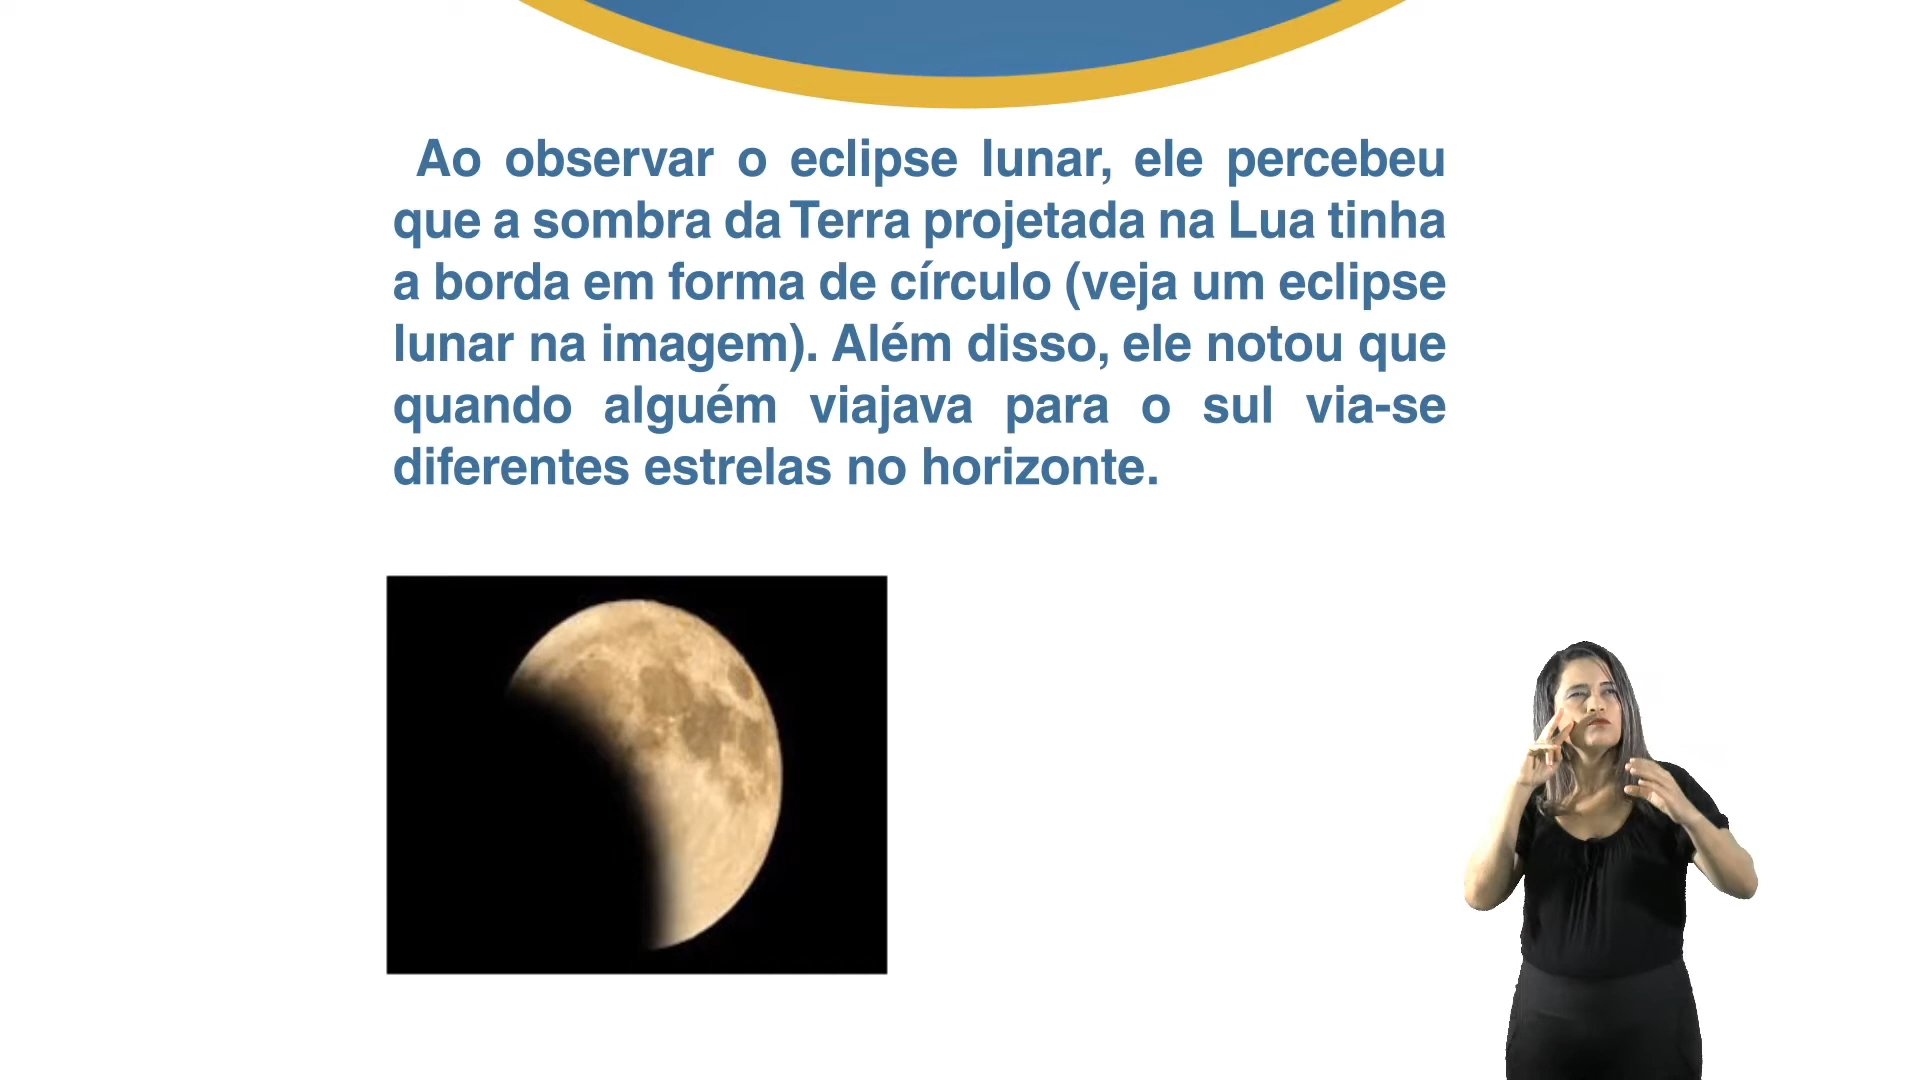 Ao observar o eclipse lunar, ele percebeu
que a sombra da Terra projetada na Lua tinha
a borda em forma de círculo (veja um eclipse
lunar na imagem). Além disso, ele notou que
quando alguém viajava para o sul via-se
diferentes estrelas no horizonte.